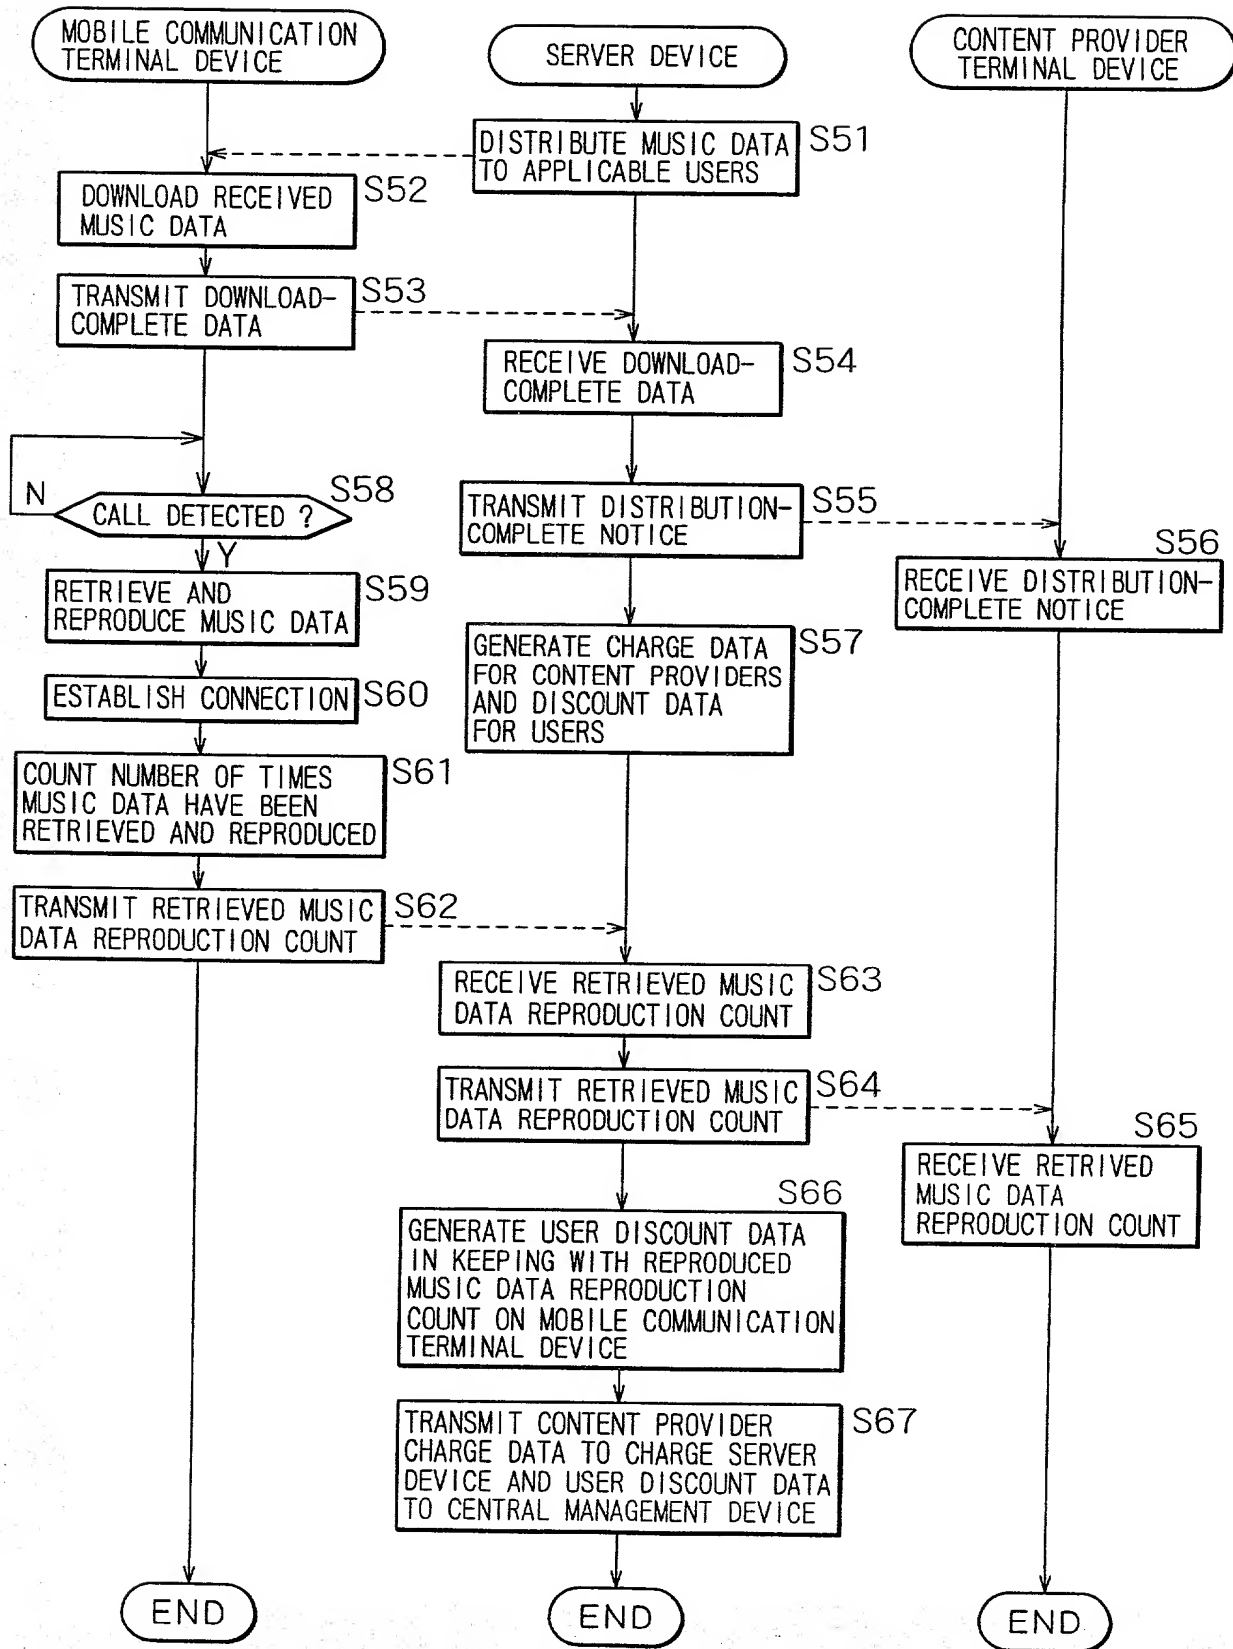 MOBILE COMMUNICATION
TERMINAL DEVICE
SERVER DEVICE
CONTENT PROVIDER
TERMINAL DEVICE
DISTRIBUTE MUSIC DATA
TO APPLICABLE USERS
S51
DOWNLOAD RECEIVED
MUSIC DATA
S52
TRANSMIT DOWNLOAD-
COMPLETE DATA
S53
RECEIVE DOWNLOAD-
COMPLETE DATA
S54
TRANSMIT DISTRIBUTION-
COMPLETE NOTICE
S55
S56
RECEIVE DISTRIBUTION-
COMPLETE NOTICE
GENERATE CHARGE DATA
FOR CONTENT PROVIDERS
AND DISCOUNT DATA
FOR USERS
S57
N
CALL DETECTED ?
S58
Y
RETRIEVE AND
REPRODUCE MUSIC DATA
S59
ESTABLISH CONNECTION
S60
COUNT NUMBER OF TIMES
MUSIC DATA HAVE BEEN
RETRIEVED AND REPRODUCED
S61
TRANSMIT RETRIEVED MUSIC
DATA REPRODUCTION COUNT
S62
RECEIVE RETRIEVED MUSIC
DATA REPRODUCTION COUNT
S63
TRANSMIT RETRIEVED MUSIC
DATA REPRODUCTION COUNT
S64
S65
RECEIVE RETRIVED
MUSIC DATA
REPRODUCTION COUNT
S66
GENERATE USER DISCOUNT DATA
IN KEEPING WITH REPRODUCED
MUSIC DATA REPRODUCTION
COUNT ON MOBILE COMMUNICATION
TERMINAL DEVICE
TRANSMIT CONTENT PROVIDER
CHARGE DATA TO CHARGE SERVER
DEVICE AND USER DISCOUNT DATA
TO CENTRAL MANAGEMENT DEVICE
S67
END
END
END